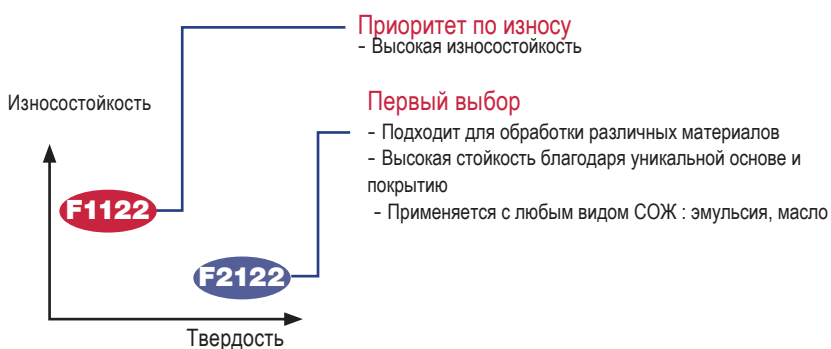 Приоритет по износу
- Высокая износостойкость
Износостойкость
Первый выбор
- Подходит для обработки различных материалов
- Высокая стойкость благодаря уникальной основе и
покрытию
- Применяется с любым видом СОЖ : эмульсия, масло
F1122
F2122
Твердость